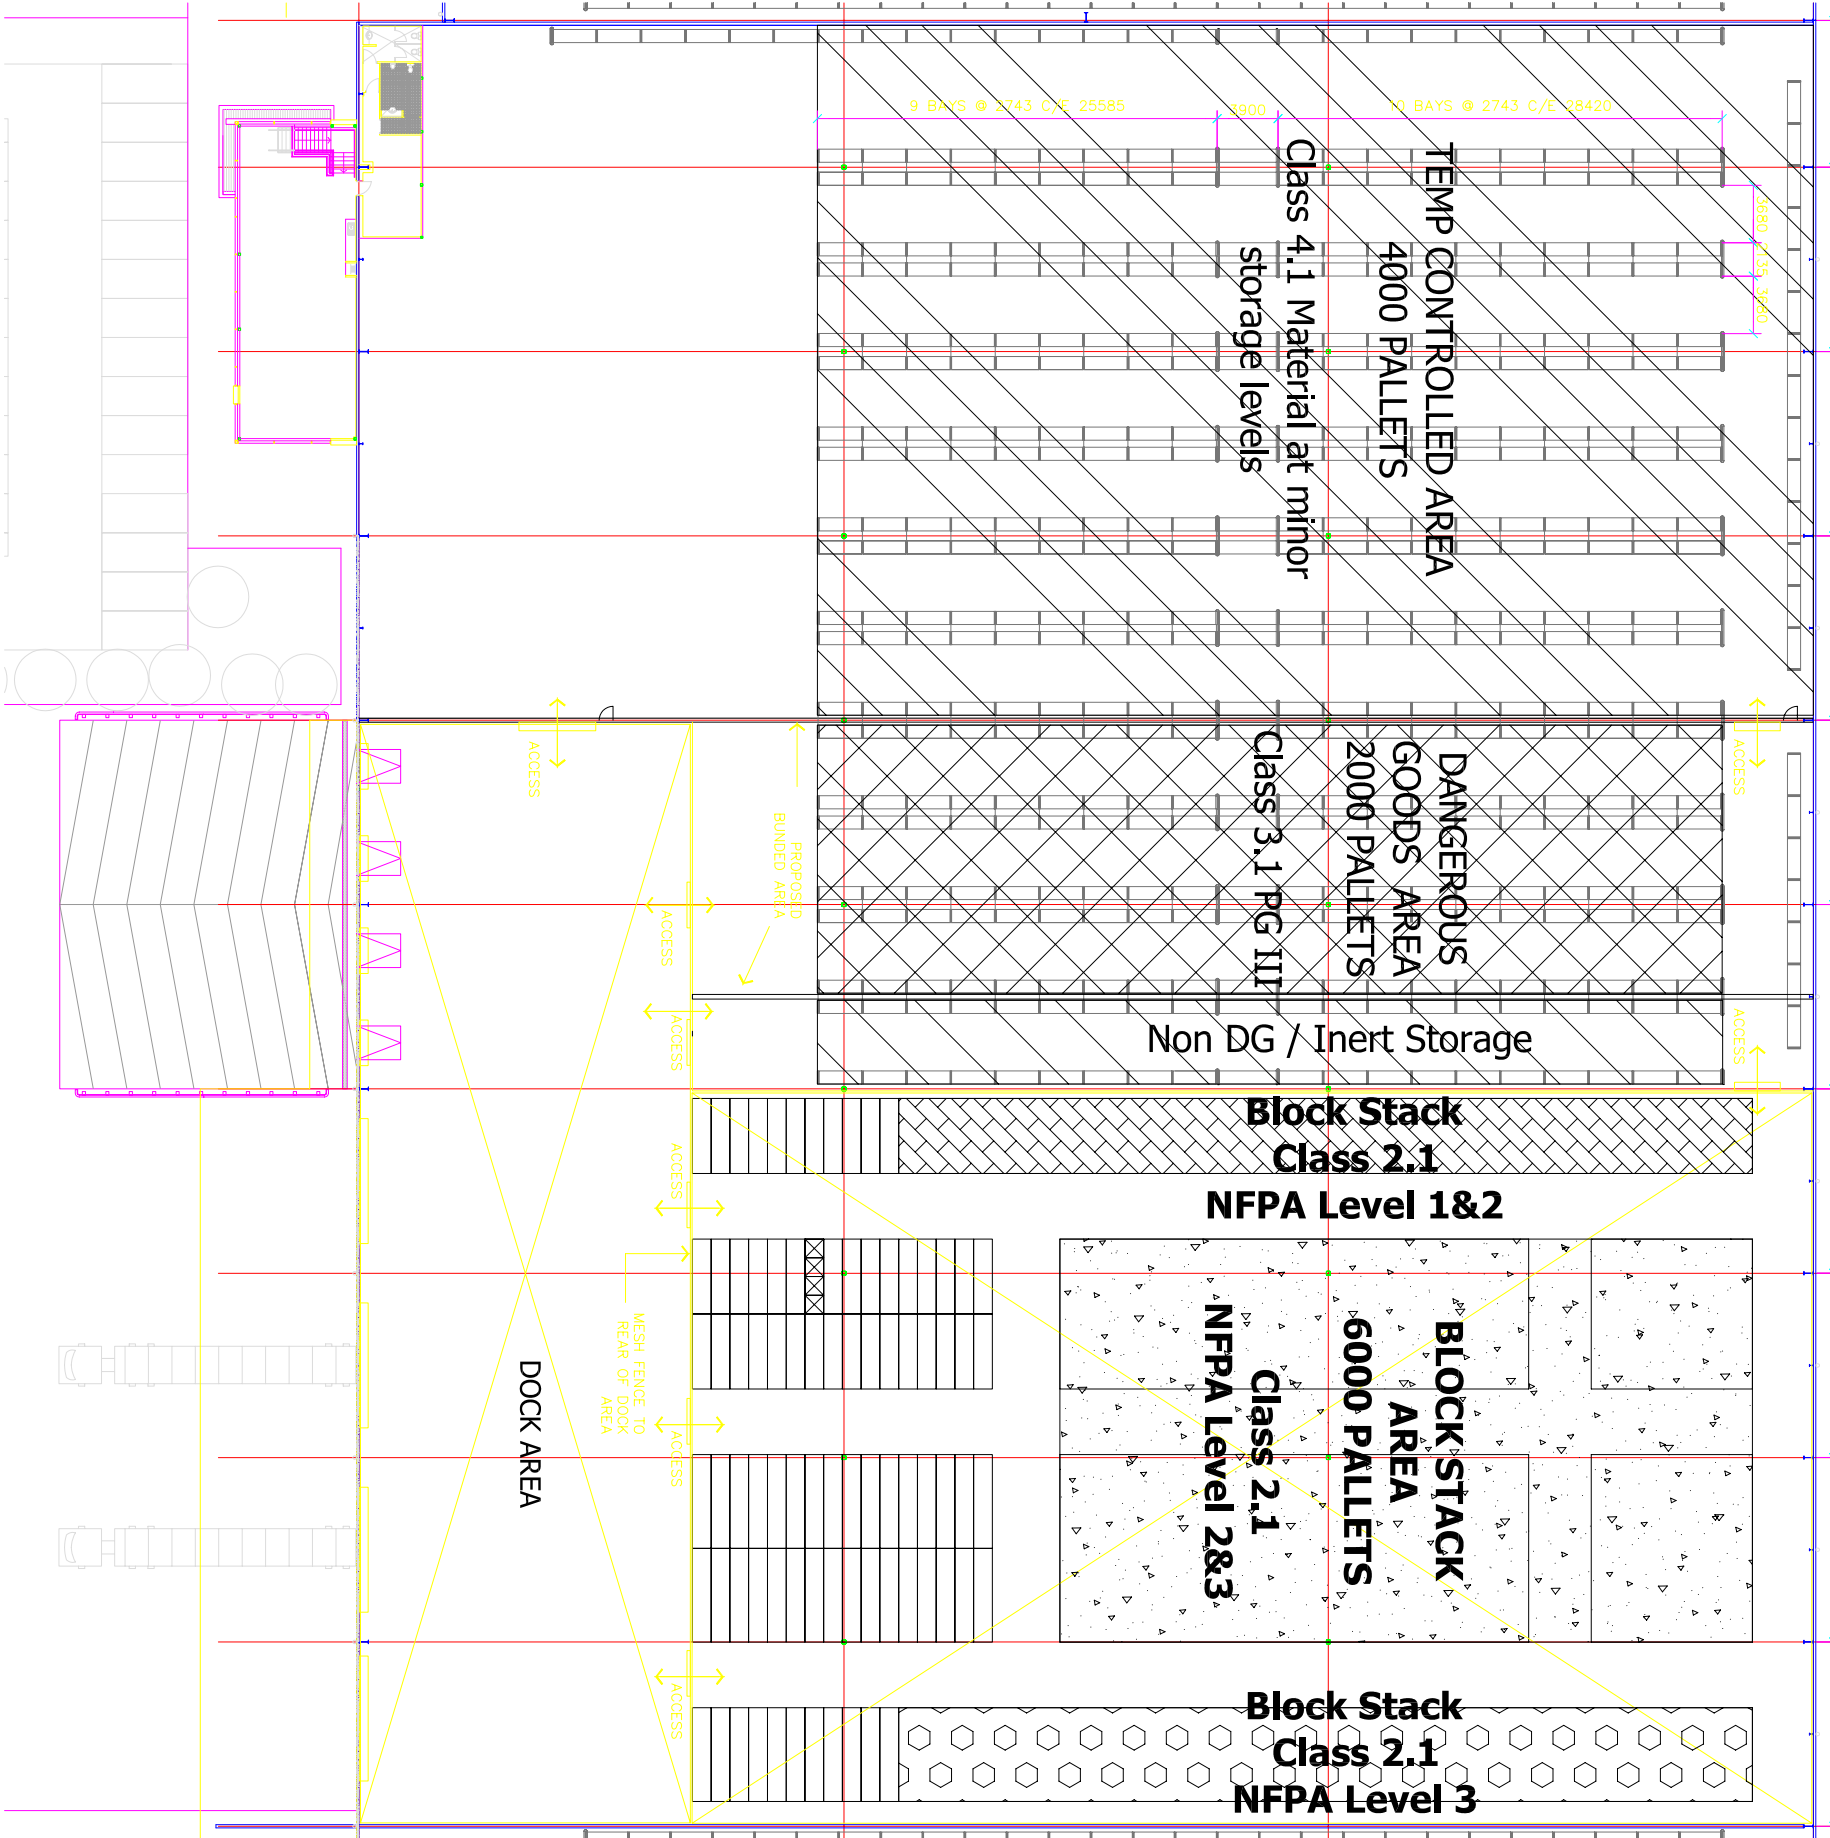 9 BAYS @ 2743 C/E 25585
3900
10 BAYS @ 2743 C/E 28420
TEMP CONTROLLED AREA
4000 PALLETS
Class 4.1 Material at minor
storage levels
3680
2135
3680
ACCESS
ACCESS
DANGEROUS
GOODS AREA
2000 PALLETS
Class 3.1 PG III
PROPOSED
BUNDED AREA
ACCESS
ACCESS
Non DG / Inert Storage
ACCESS
Block Stack
Class 2.1
NFPA Level 1&2
ACCESS
MESH FENCE TO
REAR OF DOCK
AREA
DOCK AREA
ACCESS
BLOCK STACK
AREA
6000 PALLETS
Class 2.1
NFPA Level 2&3
ACCESS
Block Stack
Class 2.1
NFPA Level 3